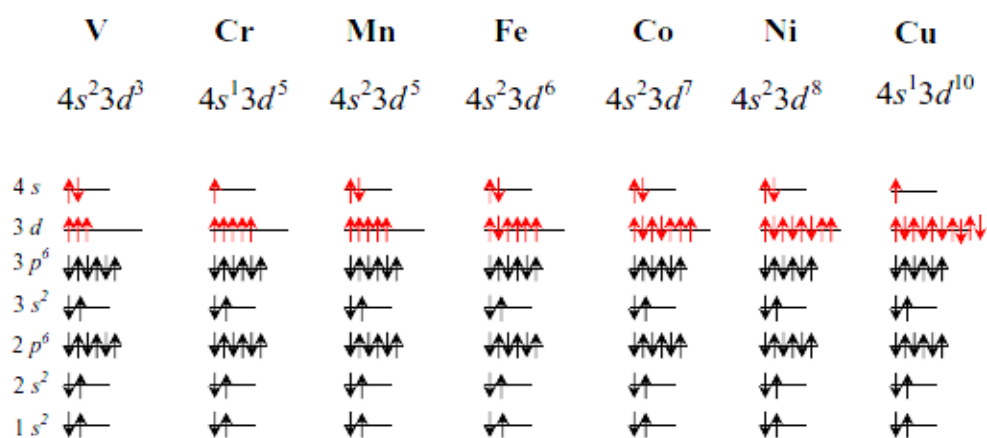 V Cr Mn Fe Co Ni Cu
4s²3d³ 4s¹3d⁵ 4s²3d⁵ 4s²3d⁶ 4s²3d⁷ 4s²3d⁸ 4s¹3d¹⁰
4 s
3 d
3 p⁶
3 s²
2 p⁶
2 s²
1 s²